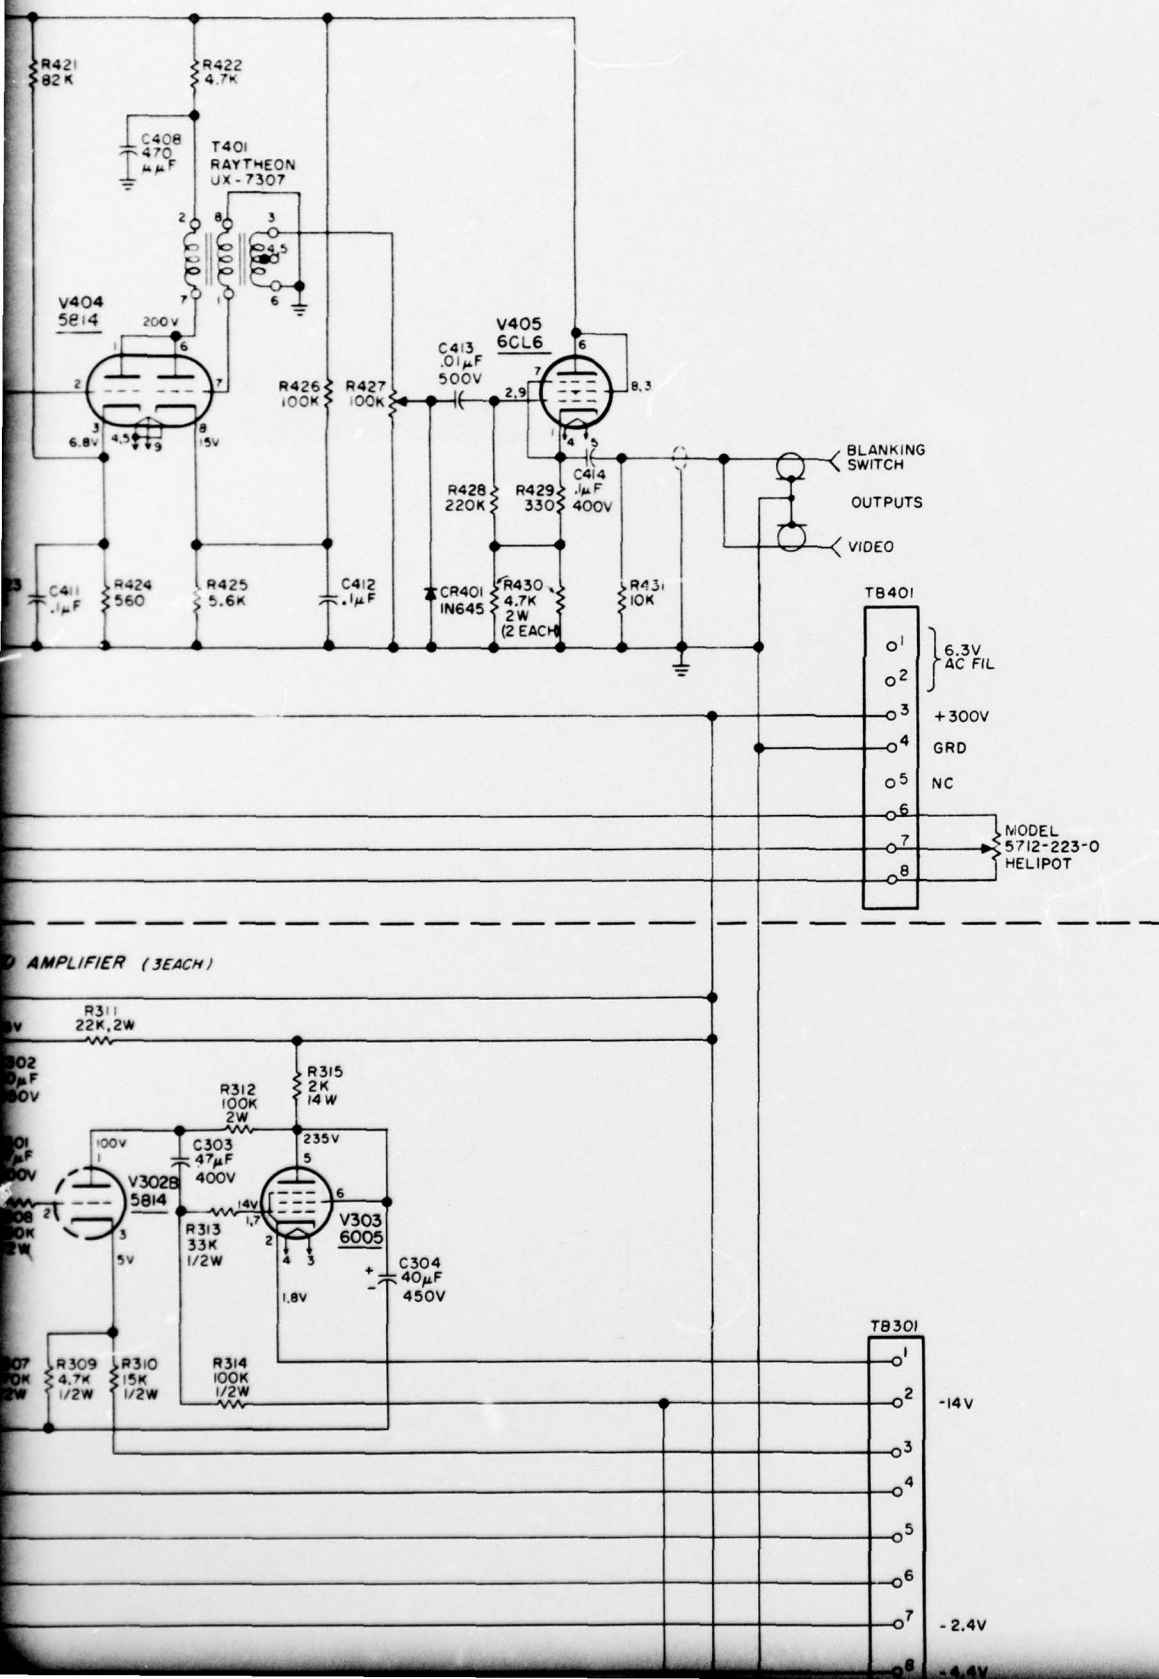 R421
82K
R422
4.7K
C408
470
μμF
T401
RAYTHEON
UX-7307
2
8
3
4,5
7
1
6
V404
5814
200V
1
6
2
7
3
8
6.8V
4,5
9
15V
R426
100K
R427
100K
C413
.01μF
500V
V405
6CL6
6
7
2,9
8,3
1
4
5
C414
.1μF
400V
R428
220K
R429
330
BLANKING
SWITCH
OUTPUTS
VIDEO
C411
.1μF
R424
560
R425
5.6K
C412
.1μF
CR401
IN645
R430
4.7K
2W
(2 EACH)
R431
10K
TB401
1
2
6.3V
AC FIL
3
+300V
4
GRD
5
NC
6
7
8
MODEL
5712-223-0
HELIPOT
AMPLIFIER (3EACH)
R311
22K,2W
R315
2K
14W
R312
100K
2W
100V
1
C303
.47μF
400V
235V
5
V302B
5814
2
3
5V
14V
1,7
6
R313
33K
1/2W
V303
6005
2
4
3
1.8V
+
-
C304
40μF
450V
R309
4.7K
1/2W
R310
15K
1/2W
R314
100K
1/2W
TB301
1
2
-14V
3
4
5
6
7
-2.4V
8
-4.4V